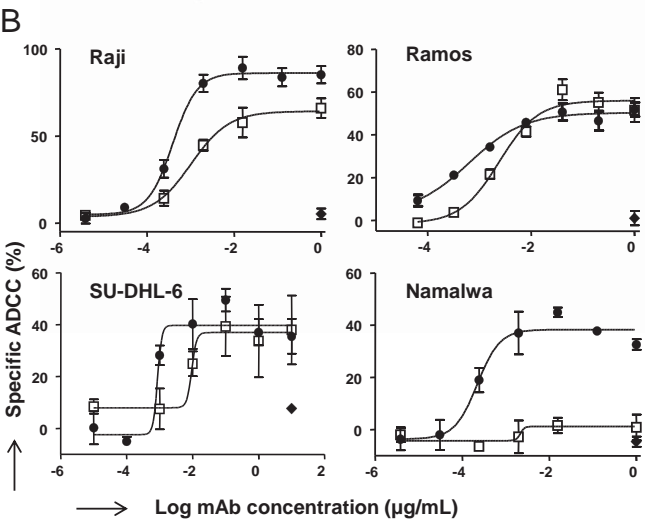 B
Raji
100
50
0
-6 -4 -2 0
Ramos
80
60
40
20
0
-4 -2 0
SU-DHL-6
60
40
20
0
-6 -4 -2 0 2
Namalwa
60
40
20
0
-6 -4 -2 0
Specific ADCC (%)
Log mAb concentration (μg/mL)